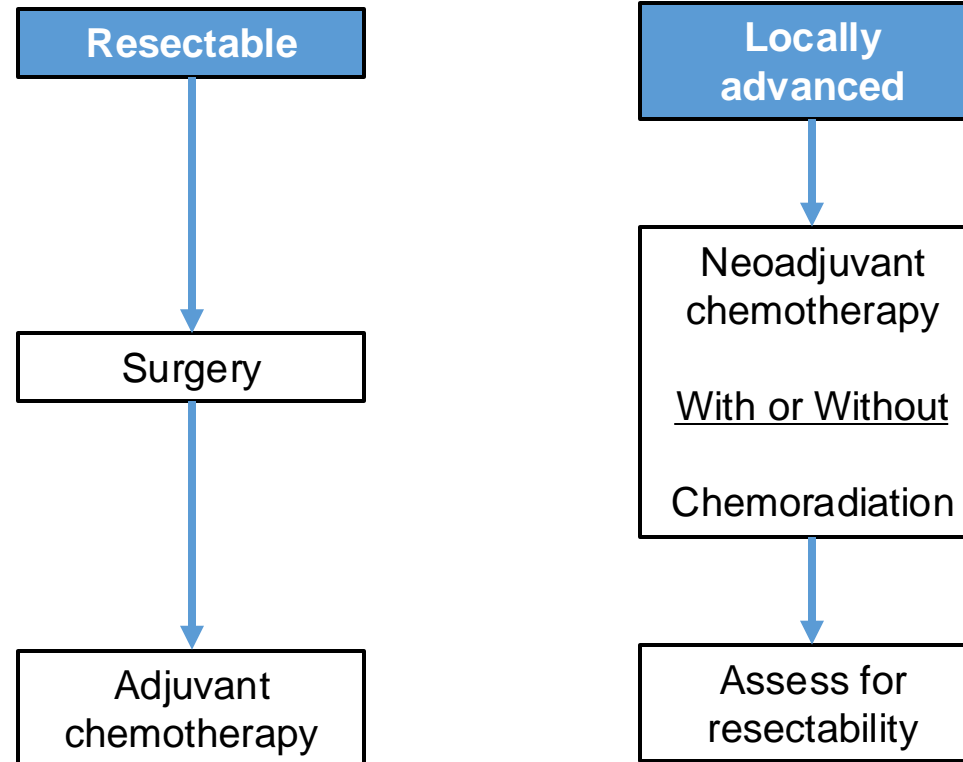 Resectable
Surgery
Adjuvant
chemotherapy
Locally
advanced
Neoadjuvant
chemotherapy
With or Without
Chemoradiation
Assess for
resectability